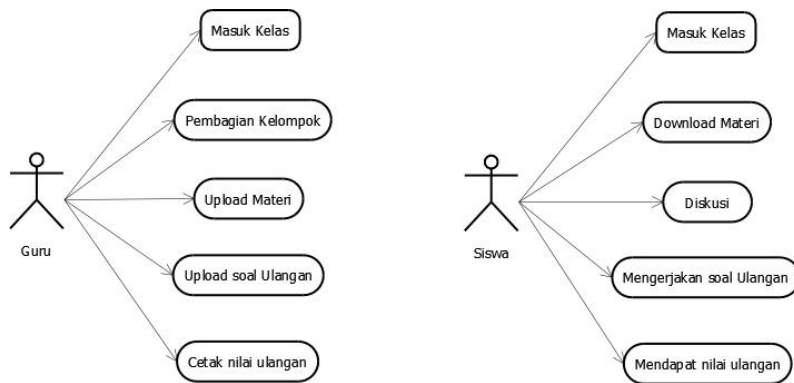 Masuk Kelas
Pembagian Kelompok
Upload Materi
Upload soal Ulangan
Cetak nilai ulangan
Guru
Masuk Kelas
Download Materi
Diskusi
Mengerjakan soal Ulangan
Mendapat nilai ulangan
Siswa